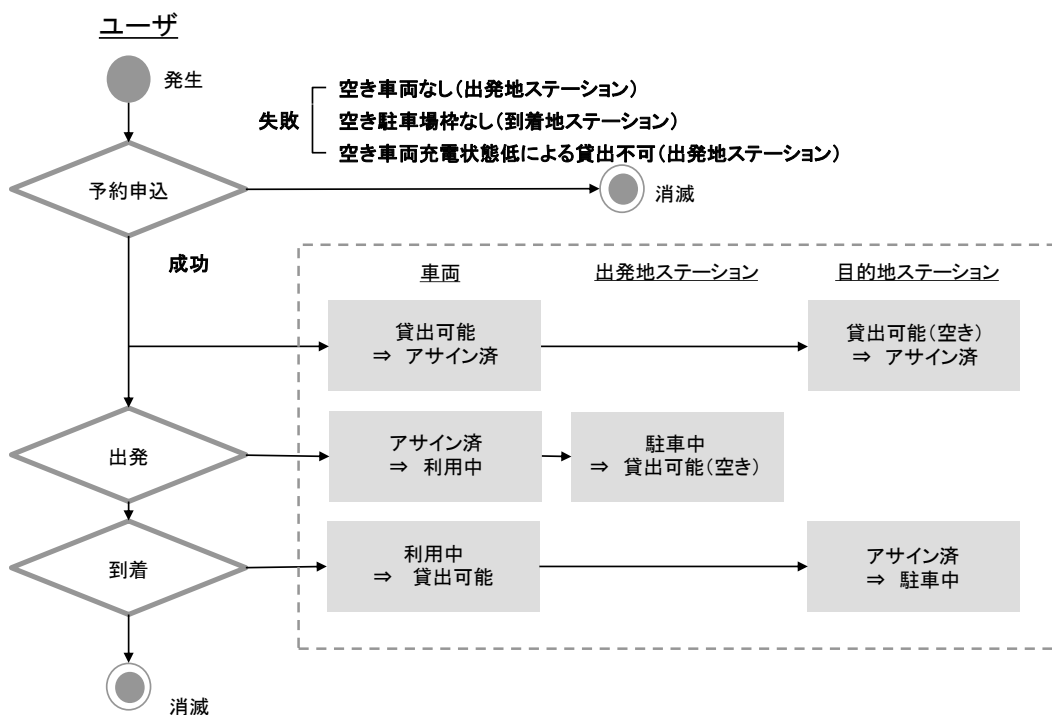 ユーザ
発生
失敗
空き車両なし(出発地ステーション)
空き駐車場枠なし(到着地ステーション)
空き車両充電状態低による貸出不可(出発地ステーション)
予約申込
消滅
成功
車両
出発地ステーション
目的地ステーション
貸出可能
⇒ アサイン済
貸出可能(空き)
⇒ アサイン済
出発
アサイン済
⇒ 利用中
駐車中
⇒ 貸出可能(空き)
到着
利用中
⇒ 貸出可能
アサイン済
⇒ 駐車中
消滅